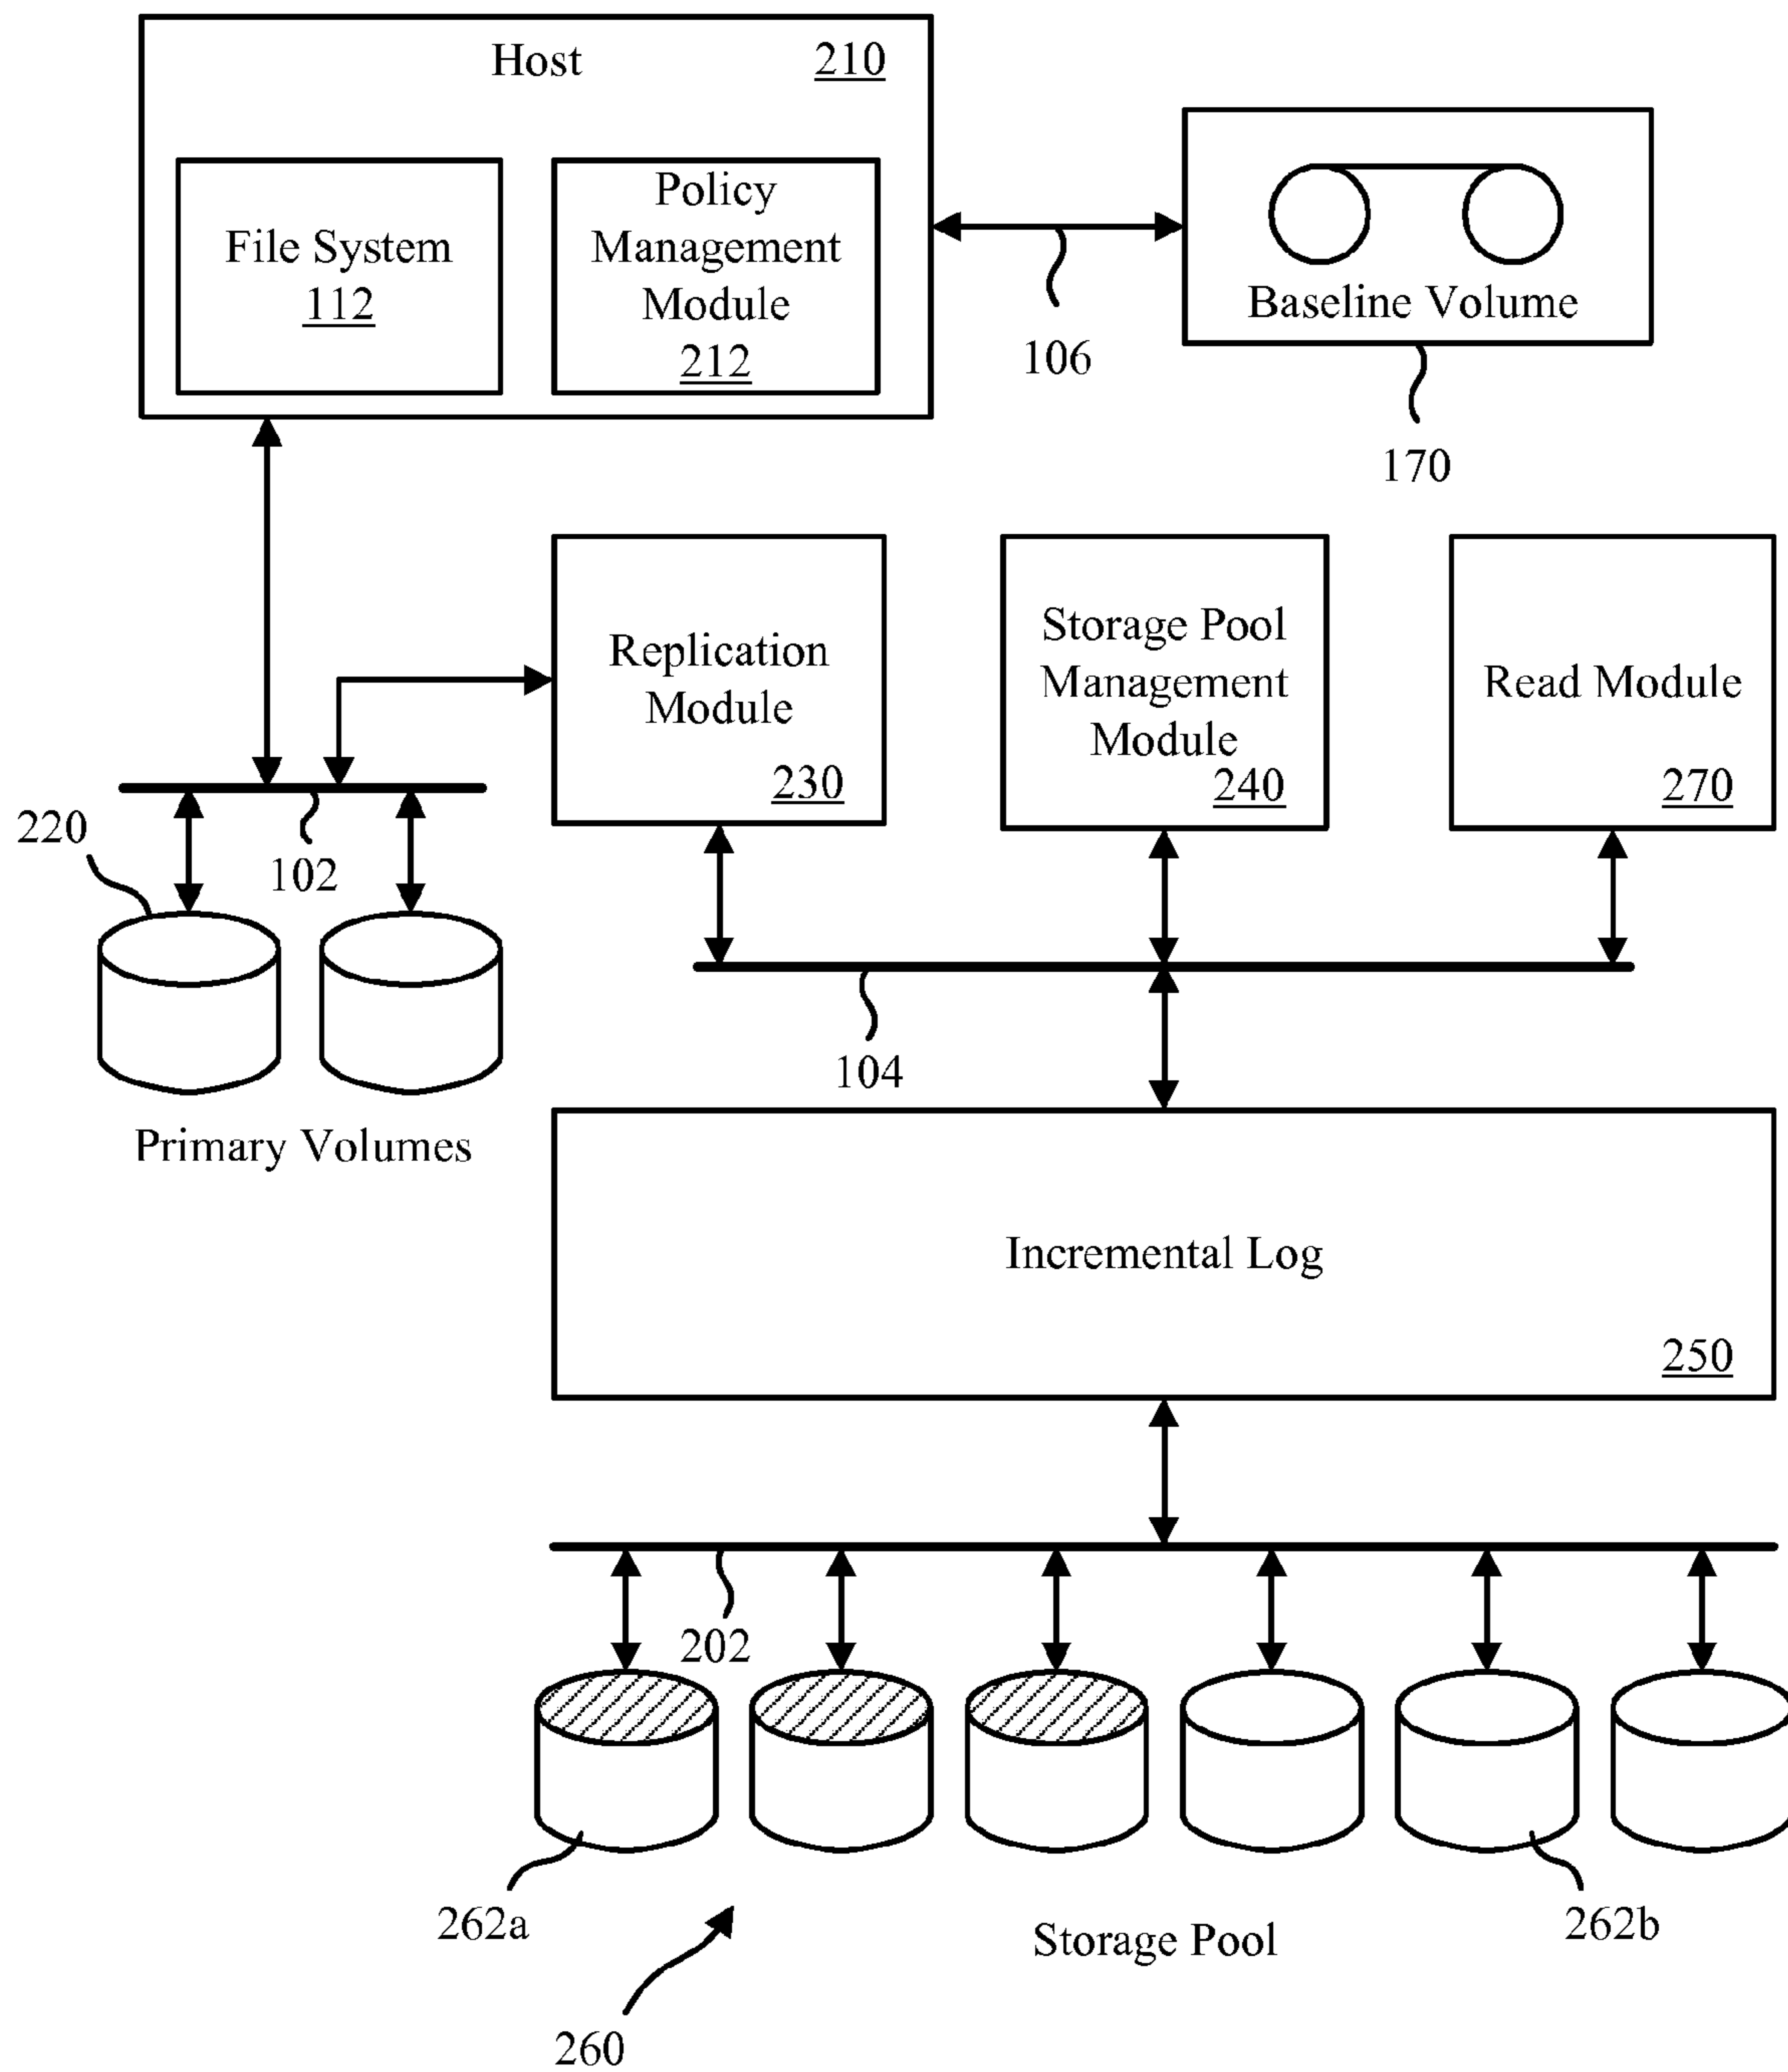 Host 210
File System
112
Policy
Management
Module
212
106
Baseline Volume
170
Replication
Module
230
Storage Pool
Management
Module
240
Read Module
270
220
102
104
Primary Volumes
Incremental Log
250
202
262a
Storage Pool
262b
260